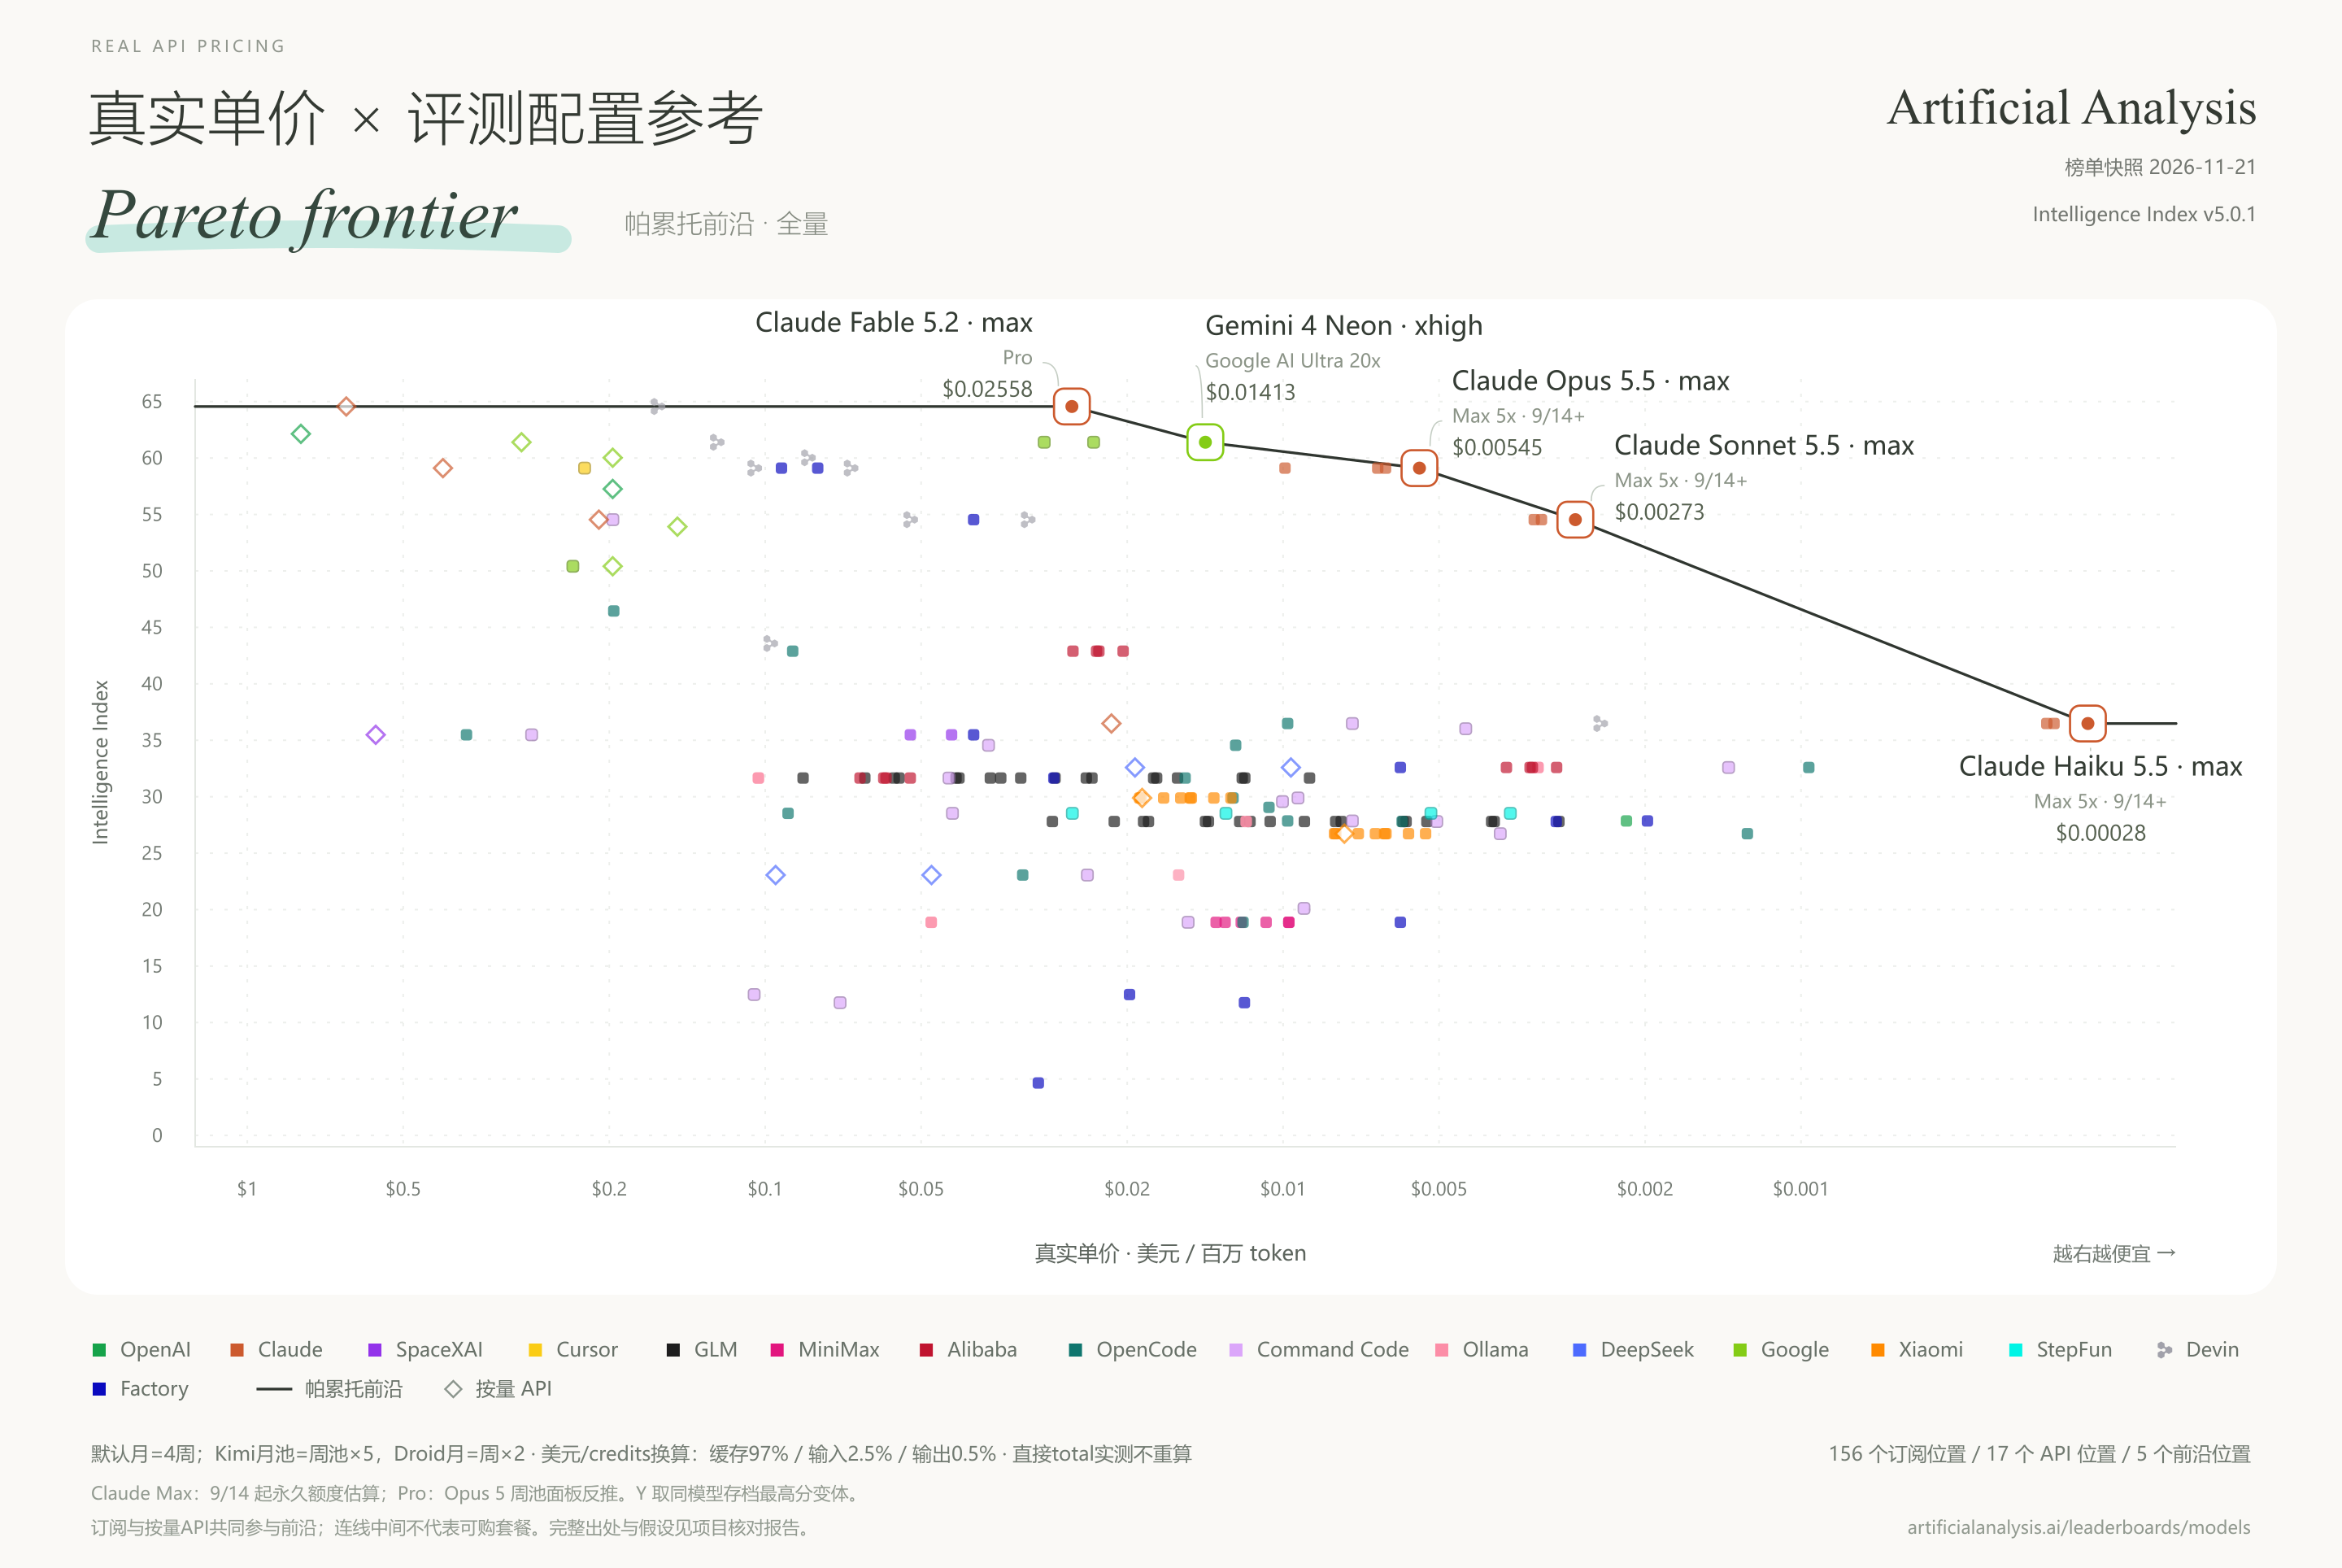 REAL API PRICING
真实单价 × 评测配置参考
Pareto frontier
帕累托前沿 · 全量
Artificial Analysis
榜单快照 2026-11-21
Intelligence Index v5.0.1
Claude Fable 5.2 · max
Pro
$0.02558
Gemini 4 Neon · xhigh
Google AI Ultra 20x
$0.01413
Claude Opus 5.5 · max
Max 5x · 9/14+
$0.00545
Claude Sonnet 5.5 · max
Max 5x · 9/14+
$0.00273
Claude Haiku 5.5 · max
Max 5x · 9/14+
$0.00028
Intelligence Index
65
60
55
50
45
40
35
30
25
20
15
10
5
0
$1 $0.5 $0.2 $0.1 $0.05 $0.02 $0.01 $0.005 $0.002 $0.001
真实单价 · 美元 / 百万 token
越右越便宜 →
OpenAI Claude SpaceXAI Cursor GLM MiniMax Alibaba OpenCode Command Code Ollama DeepSeek Google Xiaomi StepFun Devin
Factory 帕累托前沿 按量 API
默认月=4周；Kimi月池=周池×5，Droid月=周×2 · 美元/credits换算：缓存97% / 输入2.5% / 输出0.5% · 直接total实测不重算
156 个订阅位置 / 17 个 API 位置 / 5 个前沿位置
Claude Max：9/14 起永久额度估算；Pro：Opus 5 周池面板反推。Y 取同模型存档最高分变体。
订阅与按量API共同参与前沿；连线中间不代表可购套餐。完整出处与假设见项目核对报告。
artificialanalysis.ai/leaderboards/models